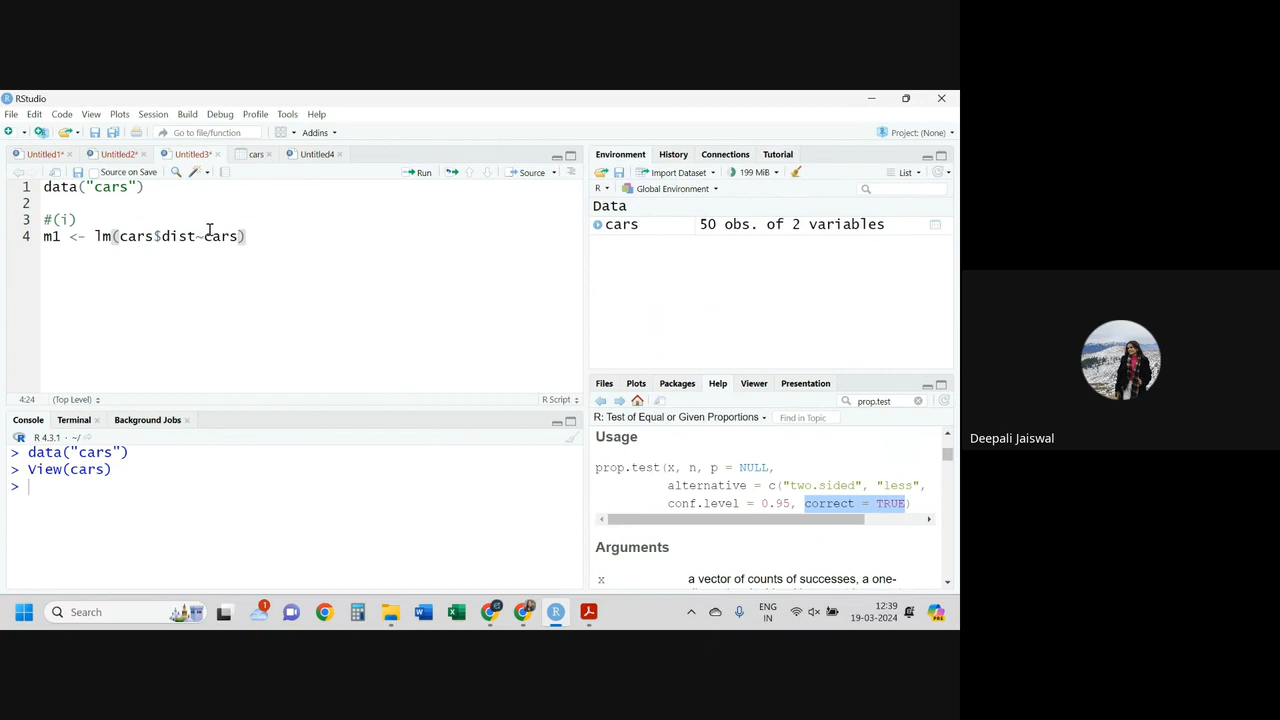 RStudio
File Edit Code View Plots Session Build Debug Profile Tools Help
Go to file/function Addins Project: (None)
Untitled1* Untitled2* Untitled3* cars Untitled4
Source on Save Run Source
1 data("cars")
2
3 #(i)
4 m1 <- lm(cars$dist~cars)
4:24 (Top Level) R Script
Console Terminal Background Jobs
R 4.3.1 · ~/
> data("cars")
> View(cars)
>
Environment History Connections Tutorial
Import Dataset 199 MiB List
R Global Environment
Data
cars 50 obs. of 2 variables
Files Plots Packages Help Viewer Presentation
prop.test
R: Test of Equal or Given Proportions Find in Topic
Usage
prop.test(x, n, p = NULL,
alternative = c("two.sided", "less",
conf.level = 0.95, correct = TRUE)
Arguments
x a vector of counts of successes, a one-
Deepali Jaiswal
Search 1 ENG 12:39
IN 19-03-2024